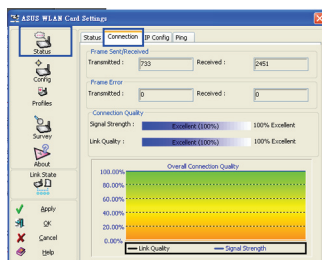 ASUS WLAN Card Settings
Status Connection IP Config Ping
Status
Config
Profiles
Survey
About
Link State
Apply
OK
Cancel
Help
Frame Sent/Received
Transmitted : 733 Received : 2451
Frame Error
Transmitted : 0 Received : 0
Connection Quality
Signal Strength : Excellent (100%) 100% Excellent
Link Quality : Excellent (100%) 100% Excellent
Overall Connection Quality
100.00%
80.00%
60.00%
40.00%
20.00%
0.00%
Link Quality Signal Strength